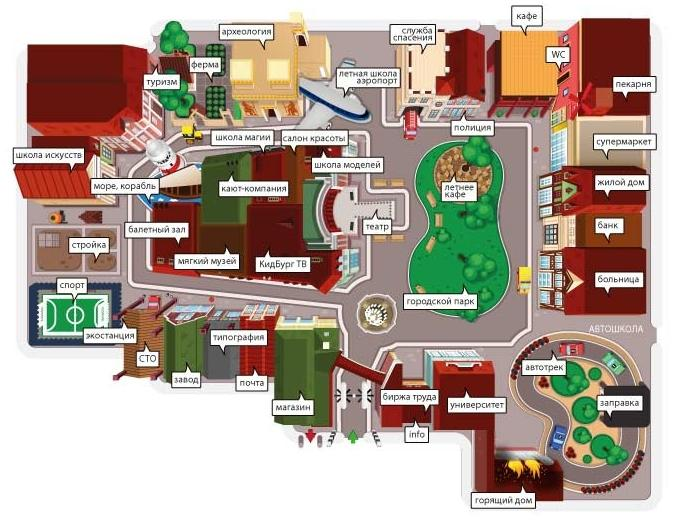 кафе
археология
служба
спасения
WC
ферма
туризм
летная школа
аэропорт
пекарня
полиция
школа магии
салон красоты
супермаркет
школа искусств
школа моделей
море, корабль
кают-компания
летнее
кафе
жилой дом
театр
банк
балетный зал
стройка
мягкий музей
КидБург ТВ
больница
спорт
городской парк
АВТОШКОЛА
экостанция
типография
СТО
автотрек
завод
почта
биржа труда
университет
заправка
магазин
info
горящий дом